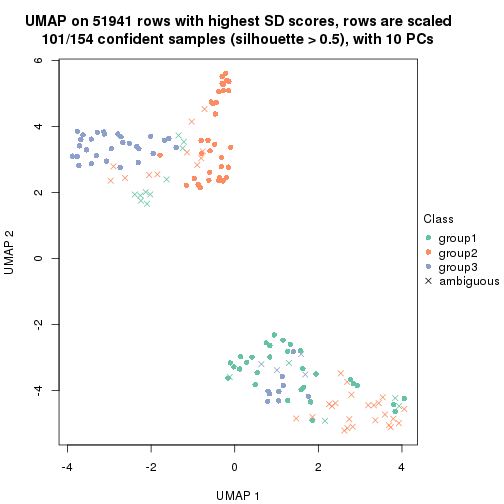 UMAP on 51941 rows with highest SD scores, rows are scaled
101/154 confident samples (silhouette > 0.5), with 10 PCs
6
4
2
0
-2
-4
UMAP 2
-4
-2
0
2
4
UMAP 1
Class
group1
group2
group3
ambiguous